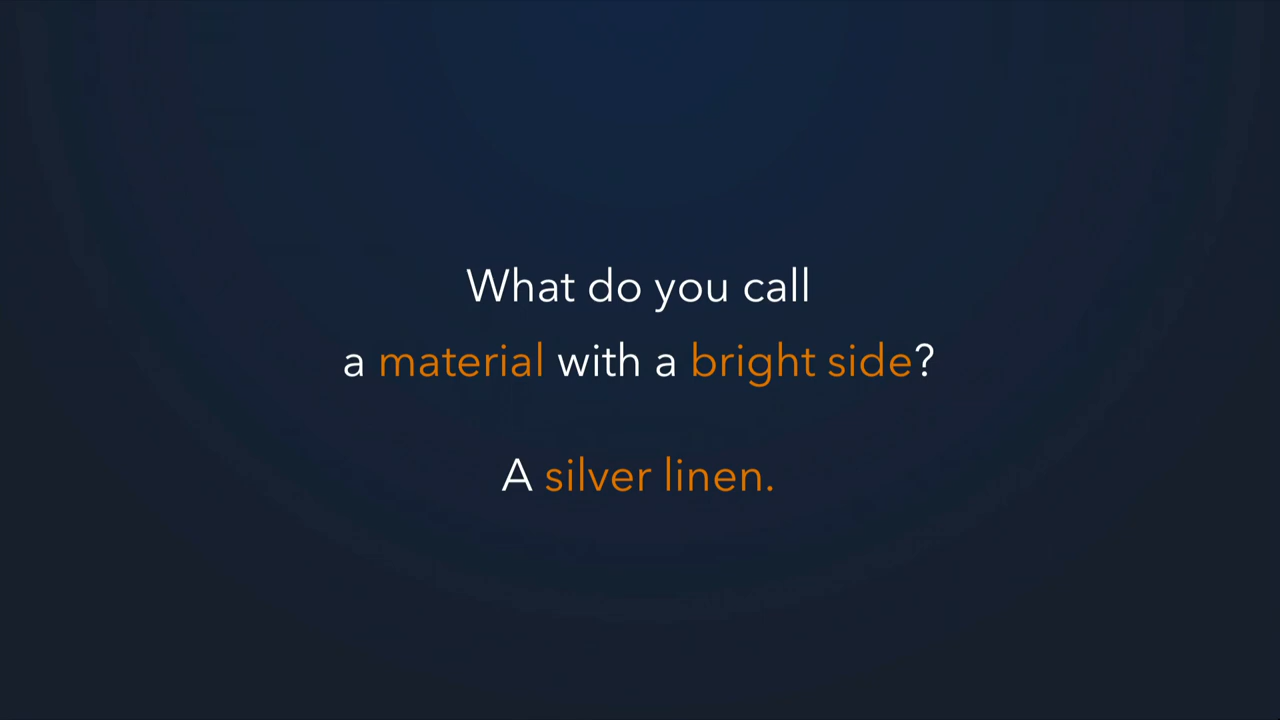 What do you call
a material with a bright side?
A silver linen.